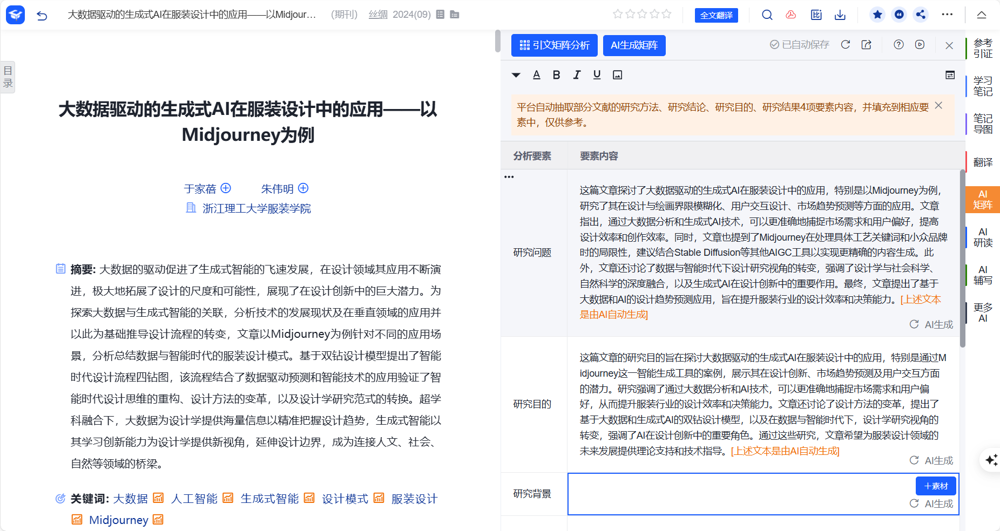 大数据驱动的生成式AI在服装设计中的应用——以Midjour… (期刊) 丝绸 2024(09) 全文翻译
目录
大数据驱动的生成式AI在服装设计中的应用——以
Midjourney为例
于家蓓 朱伟明
浙江理工大学服装学院
摘要: 大数据的驱动促进了生成式智能的飞速发展，在设计领域其应用不断演
进，极大地拓展了设计的尺度和可能性，展现了在设计创新中的巨大潜力。为
探索大数据与生成式智能的关联，分析技术的发展现状及在垂直领域的应用并
以此为基础推导设计流程的转变，文章以Midjourney为例针对不同的应用场
景，分析总结数据与智能时代的服装设计模式。基于双钻设计模型提出了智能
时代设计流程四钻图，该流程结合了数据驱动预测和智能技术的应用验证了智
能时代设计思维的重构、设计方法的变革，以及设计学研究范式的转换。超学
科融合下，大数据为设计学提供海量信息以精准把握设计趋势，生成式智能以
其学习创新能力为设计学提供新视角，延伸设计边界，成为连接人文、社会、
自然等领域的桥梁。
关键词: 大数据 人工智能 生成式智能 设计模式 服装设计
Midjourney
引文矩阵分析 AI生成矩阵 已自动保存
A B I U
平台自动抽取部分文献的研究方法、研究结论、研究目的、研究结果4项要素内容，并填充到相应要
素中，仅供参考。
分析要素 要素内容
研究问题
这篇文章探讨了大数据驱动的生成式AI在服装设计中的应用，特别是以Midjourney为例，
研究了其在设计与绘画界限模糊化、用户交互设计、市场趋势预测等方面的应用。文章
指出，通过大数据分析和生成式AI技术，可以更准确地捕捉市场需求和用户偏好，提高
设计效率和创作效率。同时，文章也提到了Midjourney在处理具体工艺关键词和小众品牌
时的局限性，建议结合Stable Diffusion等其他AIGC工具以实现更精确的内容生成。此
外，文章还讨论了数据与智能时代下设计研究视角的转变，强调了设计学与社会科学、
自然科学的深度融合，以及生成式AI在设计创新中的重要作用。最终，文章提出了基于
大数据和AI的设计趋势预测应用，旨在提升服装行业的设计效率和决策能力。[上述文本
是由AI自动生成]
AI生成
研究目的
这篇文章的研究目的旨在探讨大数据驱动的生成式AI在服装设计中的应用，特别是通过M
idjourney这一智能生成工具的案例，展示其在设计创新、市场趋势预测及用户交互方面
的潜力。研究强调了通过大数据分析和AI技术，可以更准确地捕捉市场需求和用户偏
好，从而提升服装行业的设计效率和决策能力。文章还讨论了设计方法的变革，提出了
基于大数据和生成式AI的双钻设计模型，以及在数据与智能时代下，设计学研究视角的
转变，强调了AI在设计创新中的重要角色。通过这些研究，文章希望为服装设计领域的
未来发展提供理论支持和技术指导。[上述文本是由AI自动生成]
AI生成
研究背景
十素材
AI生成
参考
引证
学习
笔记
笔记
导图
翻译
AI
矩阵
AI
研读
AI
辅写
更多
AI